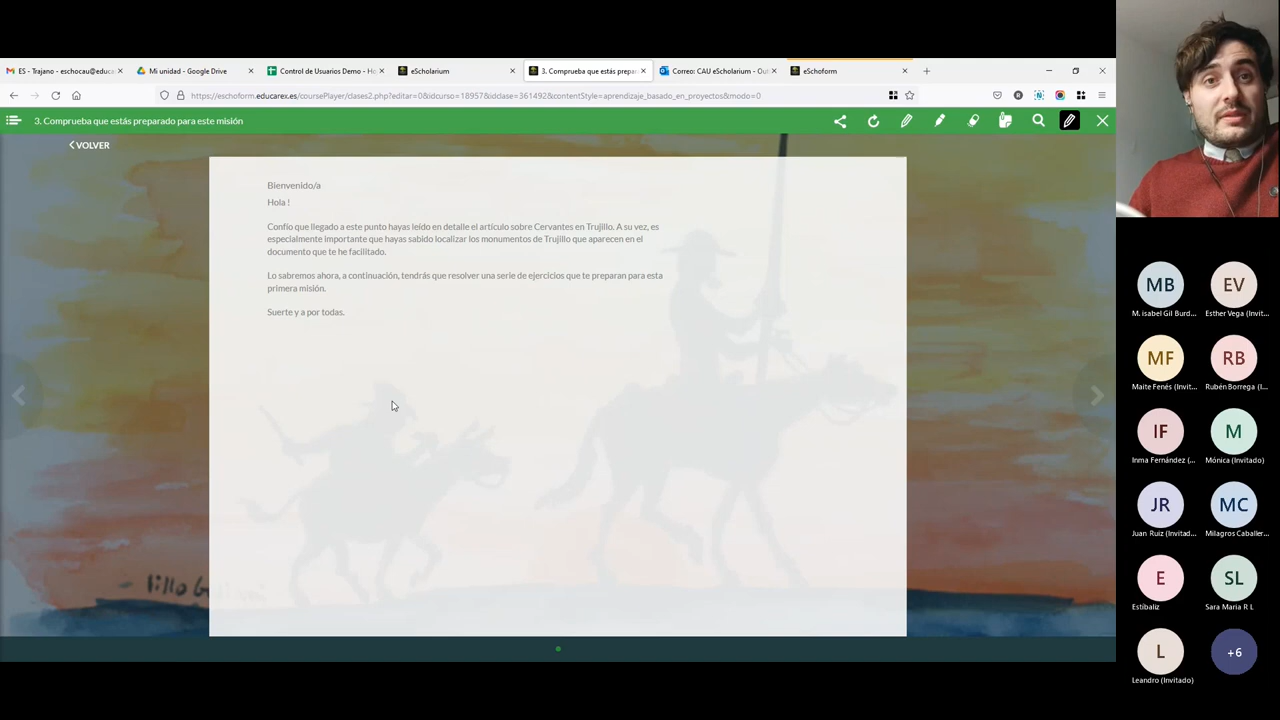 ES - Trajano - eschocau@educa
Mi unidad - Google Drive
Control de Usuarios Demo - Ho
eScholarium
3. Comprueba que estás prepar
Correo: CAU eScholarium - Out
eSchoform
https://eschoform.educarex.es/coursePlayer/clases2.php?editar=0&idcurso=18957&idclase=361492&contentStyle=aprendizaje_basado_en_proyectos&modo=0
3. Comprueba que estás preparado para este misión
VOLVER
Bienvenido/a
Hola !
Confío que llegado a este punto hayas leído en detalle el artículo sobre Cervantes en Trujillo. A su vez, es
especialmente importante que hayas sabido localizar los monumentos de Trujillo que aparecen en el
documento que te he facilitado.
Lo sabremos ahora, a continuación, tendrás que resolver una serie de ejercicios que te preparan para esta
primera misión.
Suerte y a por todas.
MB
M. isabel Gil Burd...
EV
Esther Vega (Invit...
MF
Maite Fenés (Invit...
RB
Rubén Borrega (I...
IF
Inma Fernández (...
M
Mónica (Invitado)
JR
Juan Ruiz (Invitad...
MC
Milagros Caballer...
E
Estíbaliz
SL
Sara Maria R L
L
Leandro (Invitado)
+6